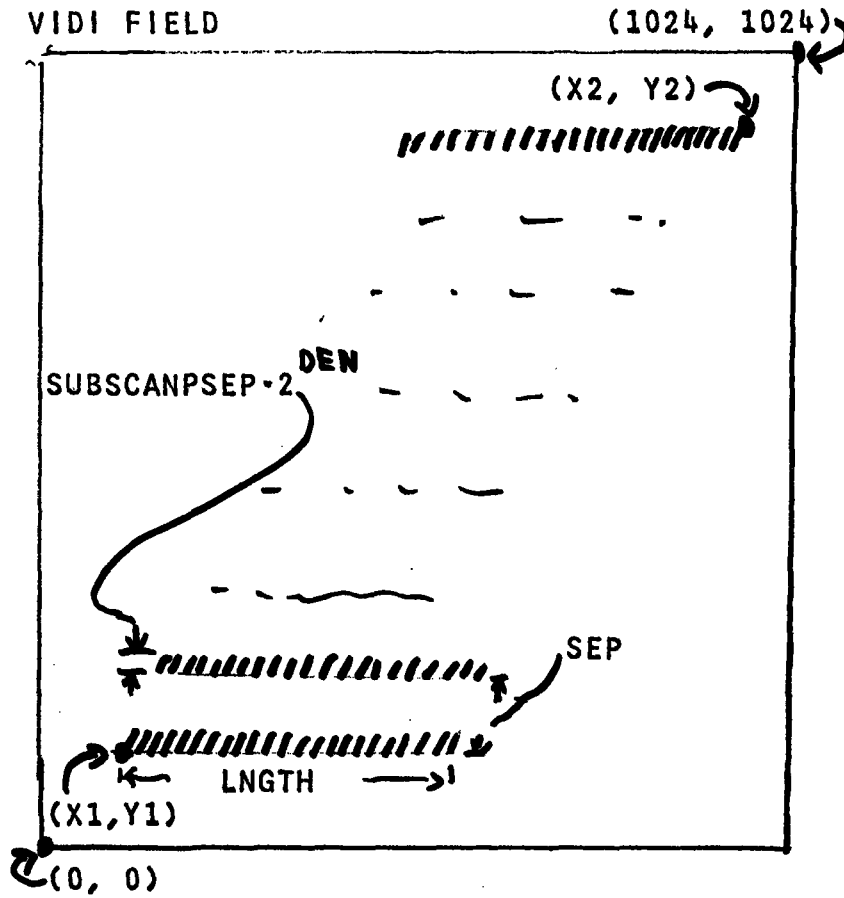 VIDI FIELD (1024, 1024)
(X2, Y2)
DEN
SUBSCANPSEP·2
SEP
LNGTH
(X1,Y1)
(0, 0)